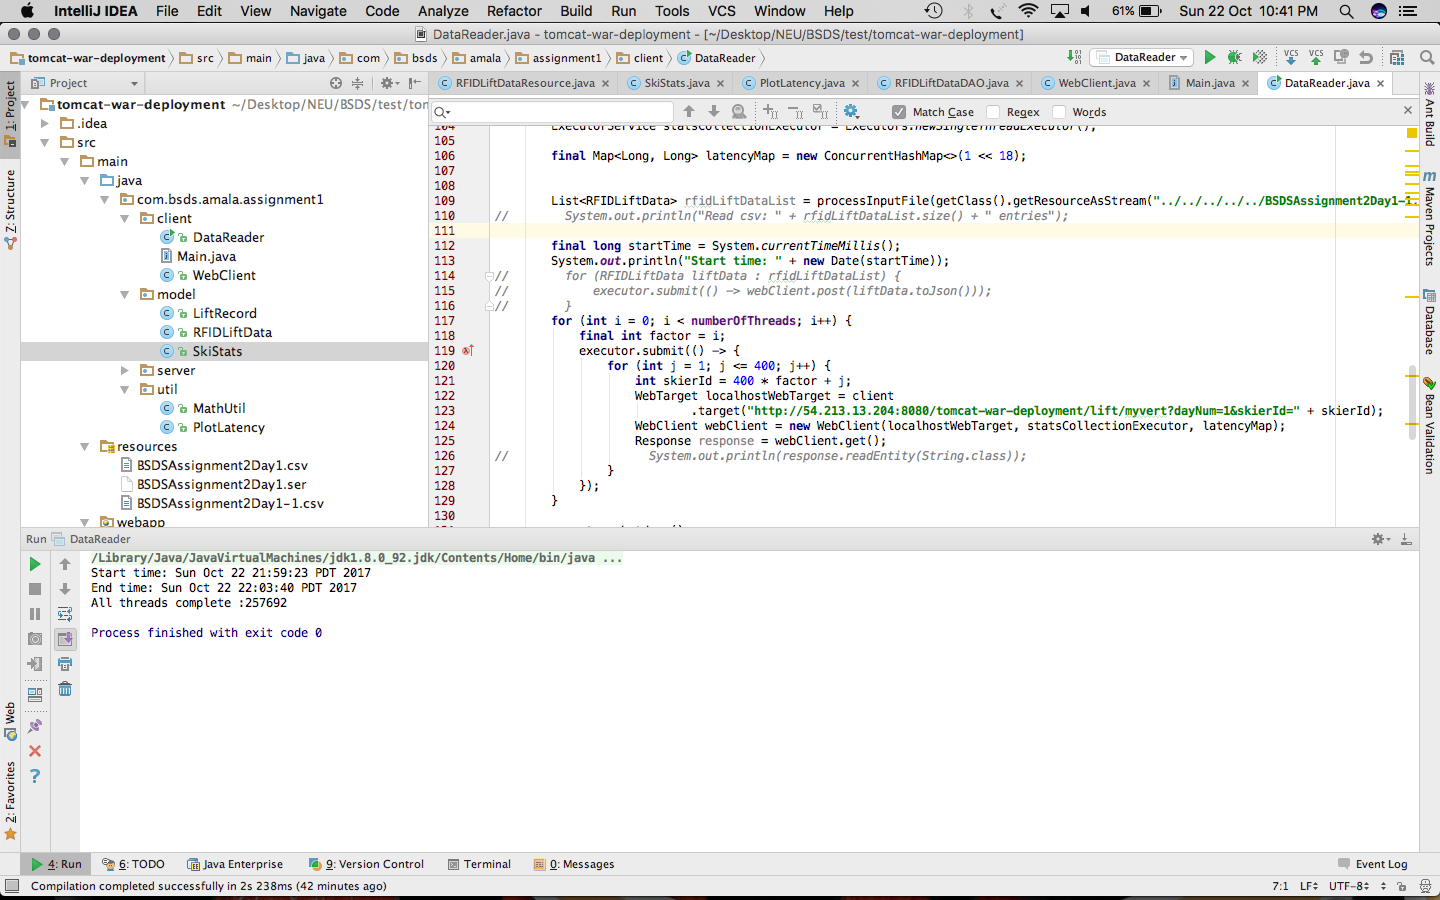 IntelliJ IDEA File Edit View Navigate Code Analyze Refactor Build Run Tools VCS Window Help 61% Sun 22 Oct 10:41 PM
DataReader.java - tomcat-war-deployment - [~/Desktop/NEU/BSDS/test/tomcat-war-deployment]
tomcat-war-deployment src main java com bsds amala assignment1 client DataReader DataReader VCS VCS
Project RFIDLiftDataResource.java SkiStats.java PlotLatency.java RFIDLiftDataDAO.java WebClient.java Main.java DataReader.java
Match Case Regex Words
1: Project
Z: Structure
Web
2: Favorites
tomcat-war-deployment ~/Desktop/NEU/BSDS/test/tom
.idea
src
main
java
com.bsds.amala.assignment1
client
DataReader
Main.java
WebClient
model
LiftRecord
RFIDLiftData
SkiStats
server
util
MathUtil
PlotLatency
resources
BSDSAssignment2Day1.csv
BSDSAssignment2Day1.ser
BSDSAssignment2Day1-1.csv
webapp
104 ExecutorService statsCollectionExecutor = Executors.newSingleThreadExecutor();
105
106 final Map<Long, Long> latencyMap = new ConcurrentHashMap<>(1 << 18);
107
108
109 List<RFIDLiftData> rfidLiftDataList = processInputFile(getClass().getResourceAsStream("../../../../../BSDSAssignment2Day1-1.
110 // System.out.println("Read csv: " + rfidLiftDataList.size() + " entries");
111
112 final long startTime = System.currentTimeMillis();
113 System.out.println("Start time: " + new Date(startTime));
114 // for (RFIDLiftData liftData : rfidLiftDataList) {
115 // executor.submit(() -> webClient.post(liftData.toJson()));
116 // }
117 for (int i = 0; i < numberOfThreads; i++) {
118 final int factor = i;
119 executor.submit(() -> {
120 for (int j = 1; j <= 400; j++) {
121 int skierId = 400 * factor + j;
122 WebTarget localhostWebTarget = client
123 .target("http://54.213.13.204:8080/tomcat-war-deployment/lift/myvert?dayNum=1&skierId=" + skierId);
124 WebClient webClient = new WebClient(localhostWebTarget, statsCollectionExecutor, latencyMap);
125 Response response = webClient.get();
126 // System.out.println(response.readEntity(String.class));
127 }
128 });
129 }
130
Ant Build
Maven Projects
Database
Bean Validation
Run DataReader
/Library/Java/JavaVirtualMachines/jdk1.8.0_92.jdk/Contents/Home/bin/java ...
Start time: Sun Oct 22 21:59:23 PDT 2017
End time: Sun Oct 22 22:03:40 PDT 2017
All threads complete :257692
Process finished with exit code 0
4: Run 6: TODO Java Enterprise 9: Version Control Terminal 0: Messages Event Log
Compilation completed successfully in 2s 238ms (42 minutes ago) 7:1 LF UTF-8